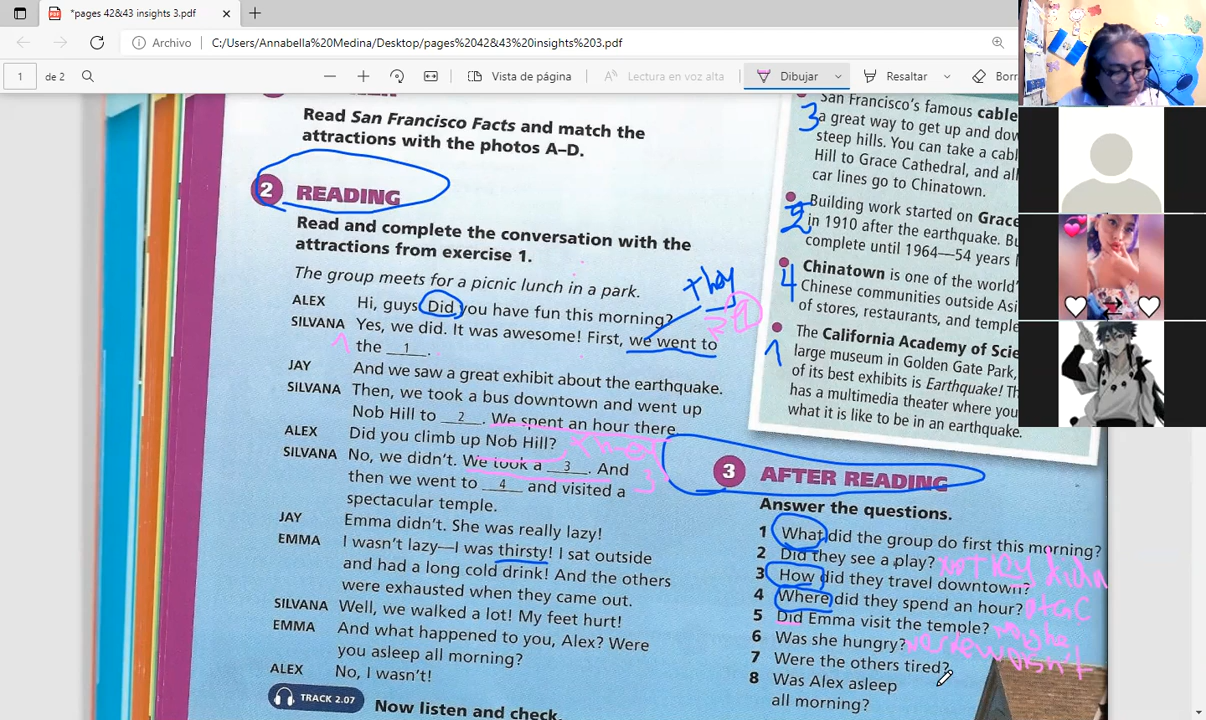 *pages 42&43 insights 3.pdf
Archivo
C:/Users/Annabella%20Medina/Desktop/pages%2042&43%20insights%203.pdf
1
de 2
Vista de página
Lectura en voz alta
Dibujar
Resaltar
Borr
Read San Francisco Facts and match the
attractions with the photos A–D.
2 READING
Read and complete the conversation with the
attractions from exercise 1.
The group meets for a picnic lunch in a park.
they
ALEX Hi, guys. Did you have fun this morning?
SILVANA Yes, we did. It was awesome! First, we went to
the 1.
JAY And we saw a great exhibit about the earthquake.
SILVANA Then, we took a bus downtown and went up
Nob Hill to 2. We spent an hour there.
ALEX Did you climb up Nob Hill?
SILVANA No, we didn't. We took a 3. And
then we went to 4 and visited a
spectacular temple.
JAY Emma didn't. She was really lazy!
EMMA I wasn't lazy—I was thirsty! I sat outside
and had a long cold drink! And the others
were exhausted when they came out.
SILVANA Well, we walked a lot! My feet hurt!
EMMA And what happened to you, Alex? Were
you asleep all morning?
ALEX No, I wasn't!
TRACK 2.07 Now listen and check.
San Francisco's famous cable
3
a great way to get up and dow
steep hills. You can take a cabl
Hill to Grace Cathedral, and all
car lines go to Chinatown.
2
Building work started on Grace
in 1910 after the earthquake. Bu
complete until 1964—54 years l
4
Chinatown is one of the world'
Chinese communities outside Asi
of stores, restaurants, and temple
1
The California Academy of Scie
large museum in Golden Gate Park,
of its best exhibits is Earthquake! Th
has a multimedia theater where you
what it is like to be in an earthquake.
3 AFTER READING
Answer the questions.
1 What did the group do first this morning?
2 Did they see a play?
3 How did they travel downtown?
4 Where did they spend an hour?
5 Did Emma visit the temple?
6 Was she hungry?
7 Were the others tired?
8 Was Alex asleep
all morning?